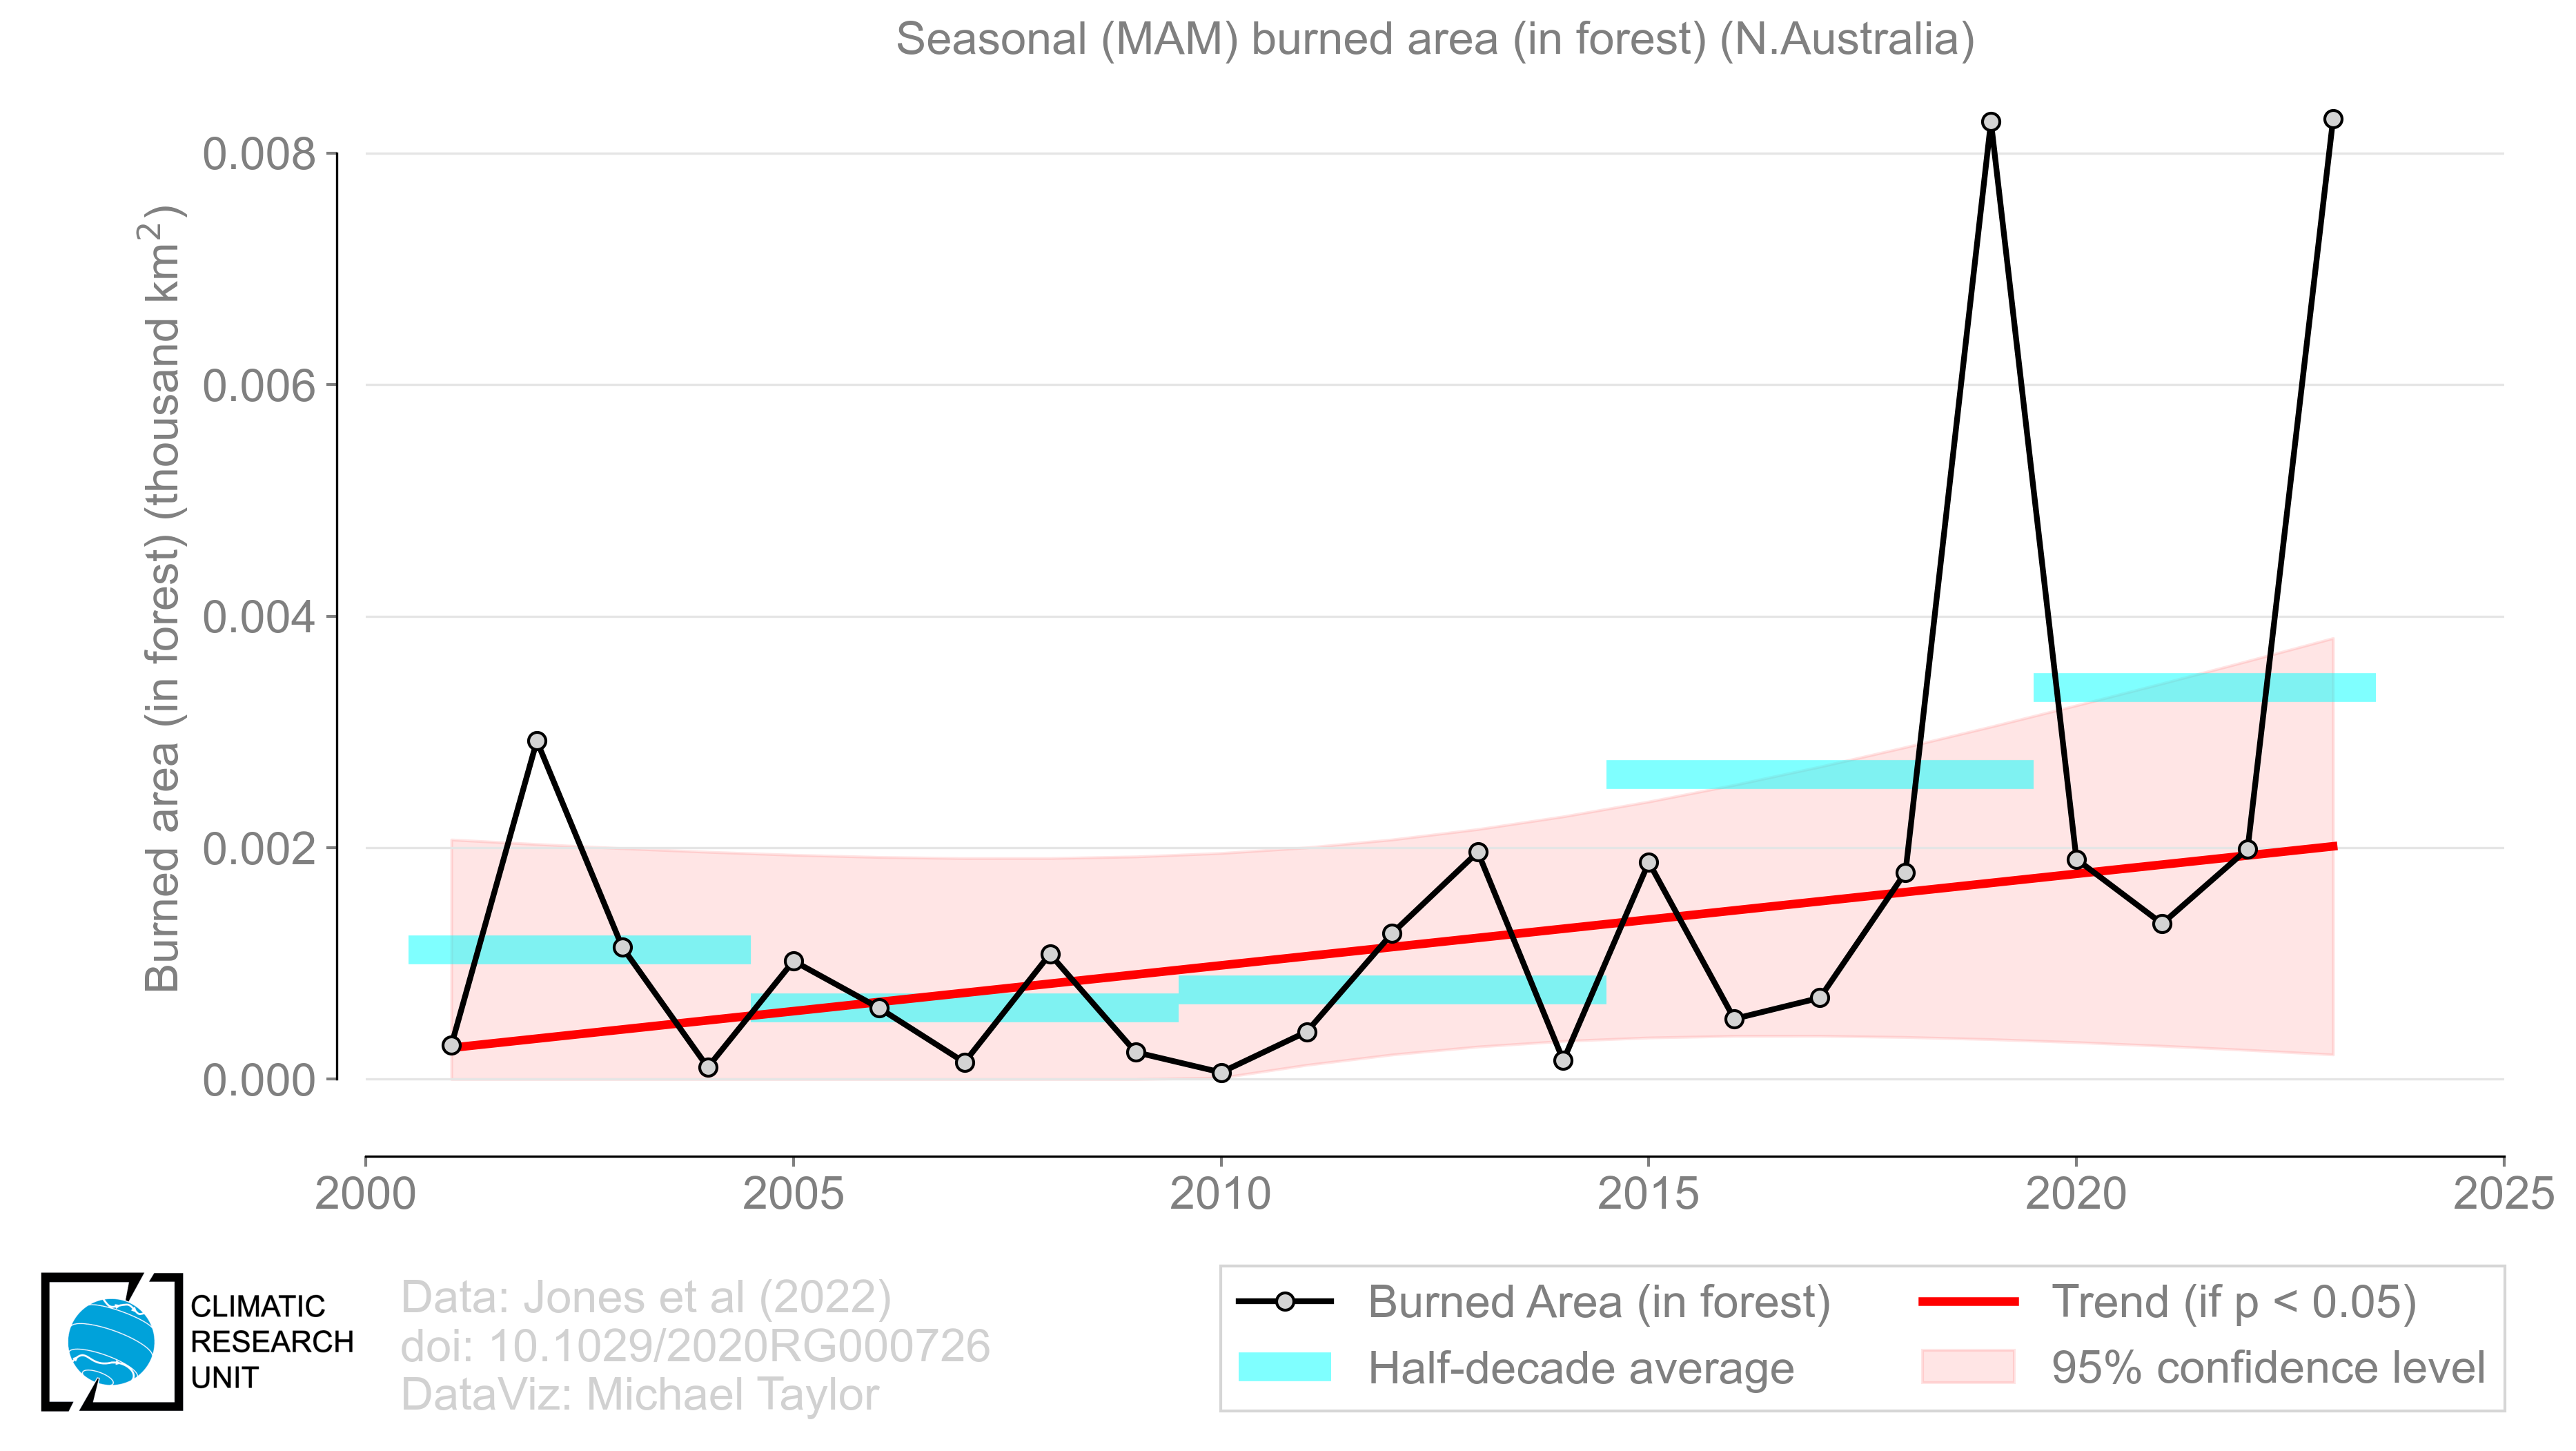 Seasonal (MAM) burned area (in forest) (N.Australia)
Burned area (in forest) (thousand km²)
0.008
0.006
0.004
0.002
0.000
2000 2005 2010 2015 2020 2025
CLIMATIC
RESEARCH
UNIT
Data: Jones et al (2022)
doi: 10.1029/2020RG000726
DataViz: Michael Taylor
Burned Area (in forest)
Half-decade average
Trend (if p < 0.05)
95% confidence level